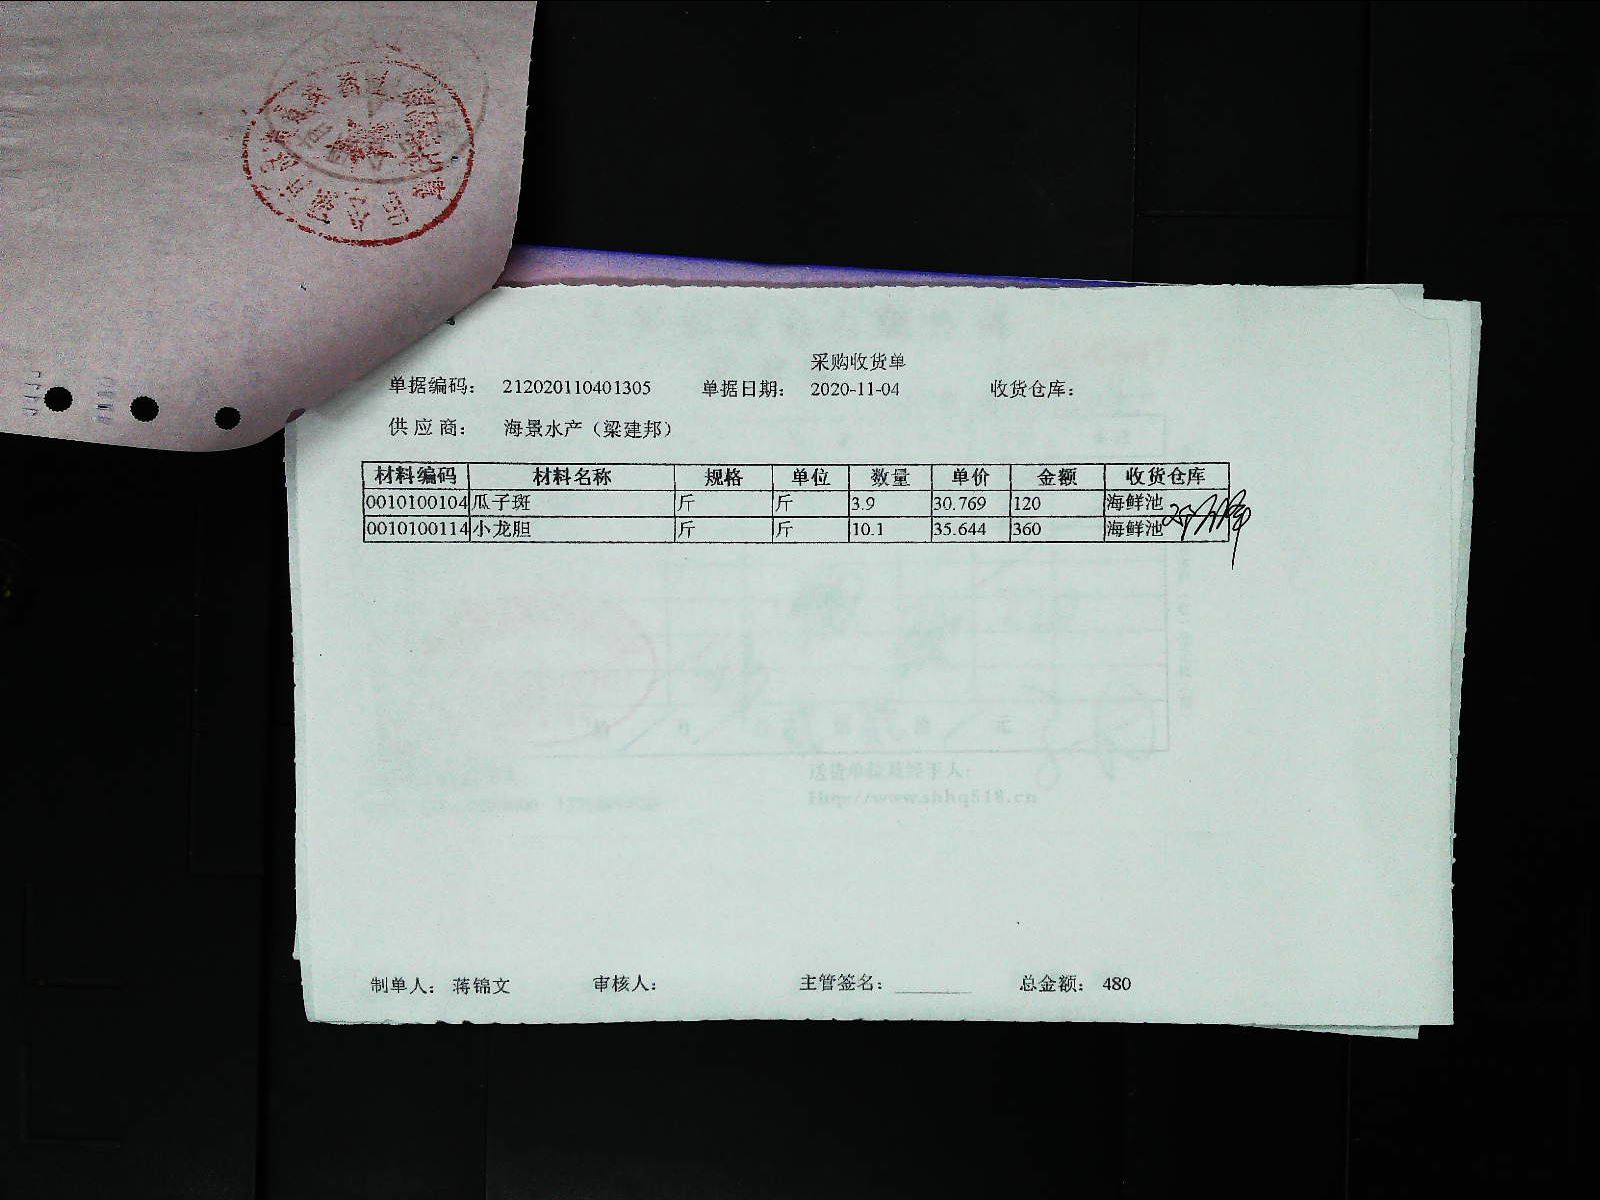 采购收货单
单据编码： 212020110401305 单据日期： 2020-11-04 收货仓库：
供应商： 海景水产（梁建邦）
材料编码 材料名称 规格 单位 数量 单价 金额 收货仓库
0010100104 瓜子斑 斤 斤 3.9 30.769 120 海鲜池
0010100114 小龙胆 斤 斤 10.1 35.644 360 海鲜池
送货单位及经手人：
Http://www.shhq518.cn
制单人： 蒋锦文 审核人： 主管签名： 总金额： 480